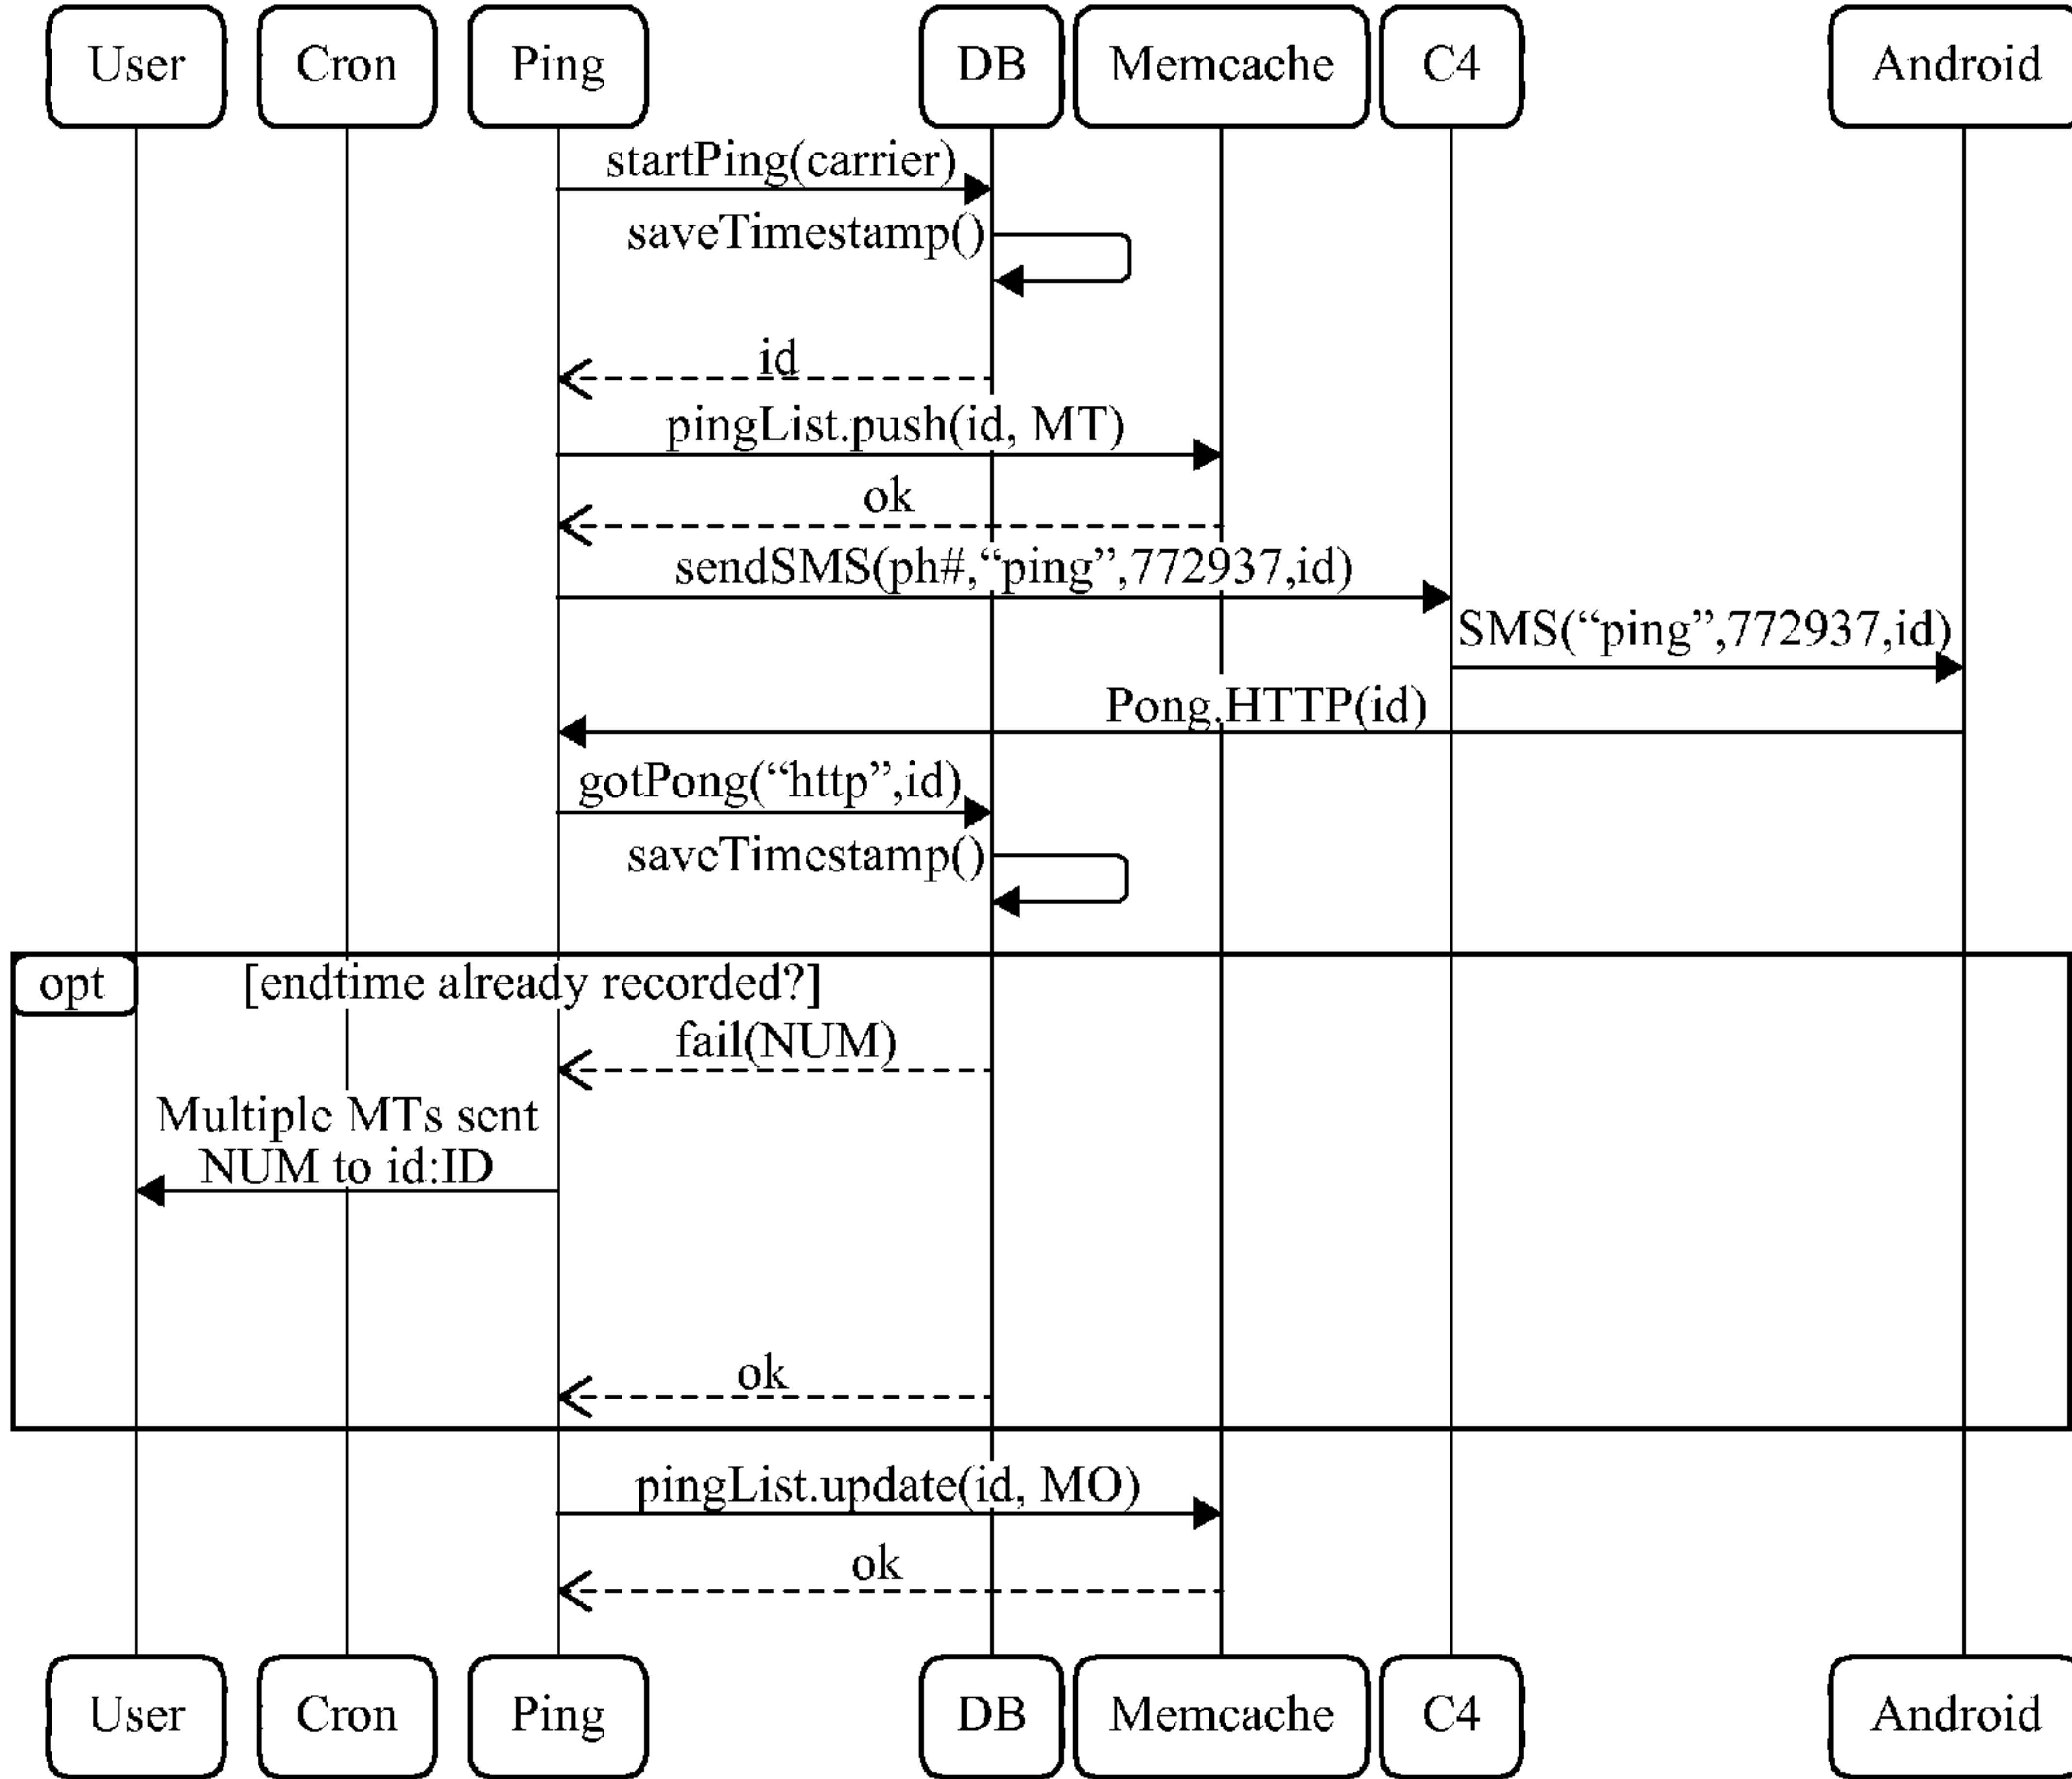 User Cron Ping DB Memcache C4 Android
startPing(carrier)
saveTimestamp()
id
pingList.push(id, MT)
ok
sendSMS(ph#,“ping”,772937,id)
SMS(“ping”,772937,id)
Pong.HTTP(id)
gotPong(“http”,id)
saveTimestamp()
opt [endtime already recorded?]
fail(NUM)
Multiple MTs sent
NUM to id:ID
ok
pingList.update(id, MO)
ok
User Cron Ping DB Memcache C4 Android